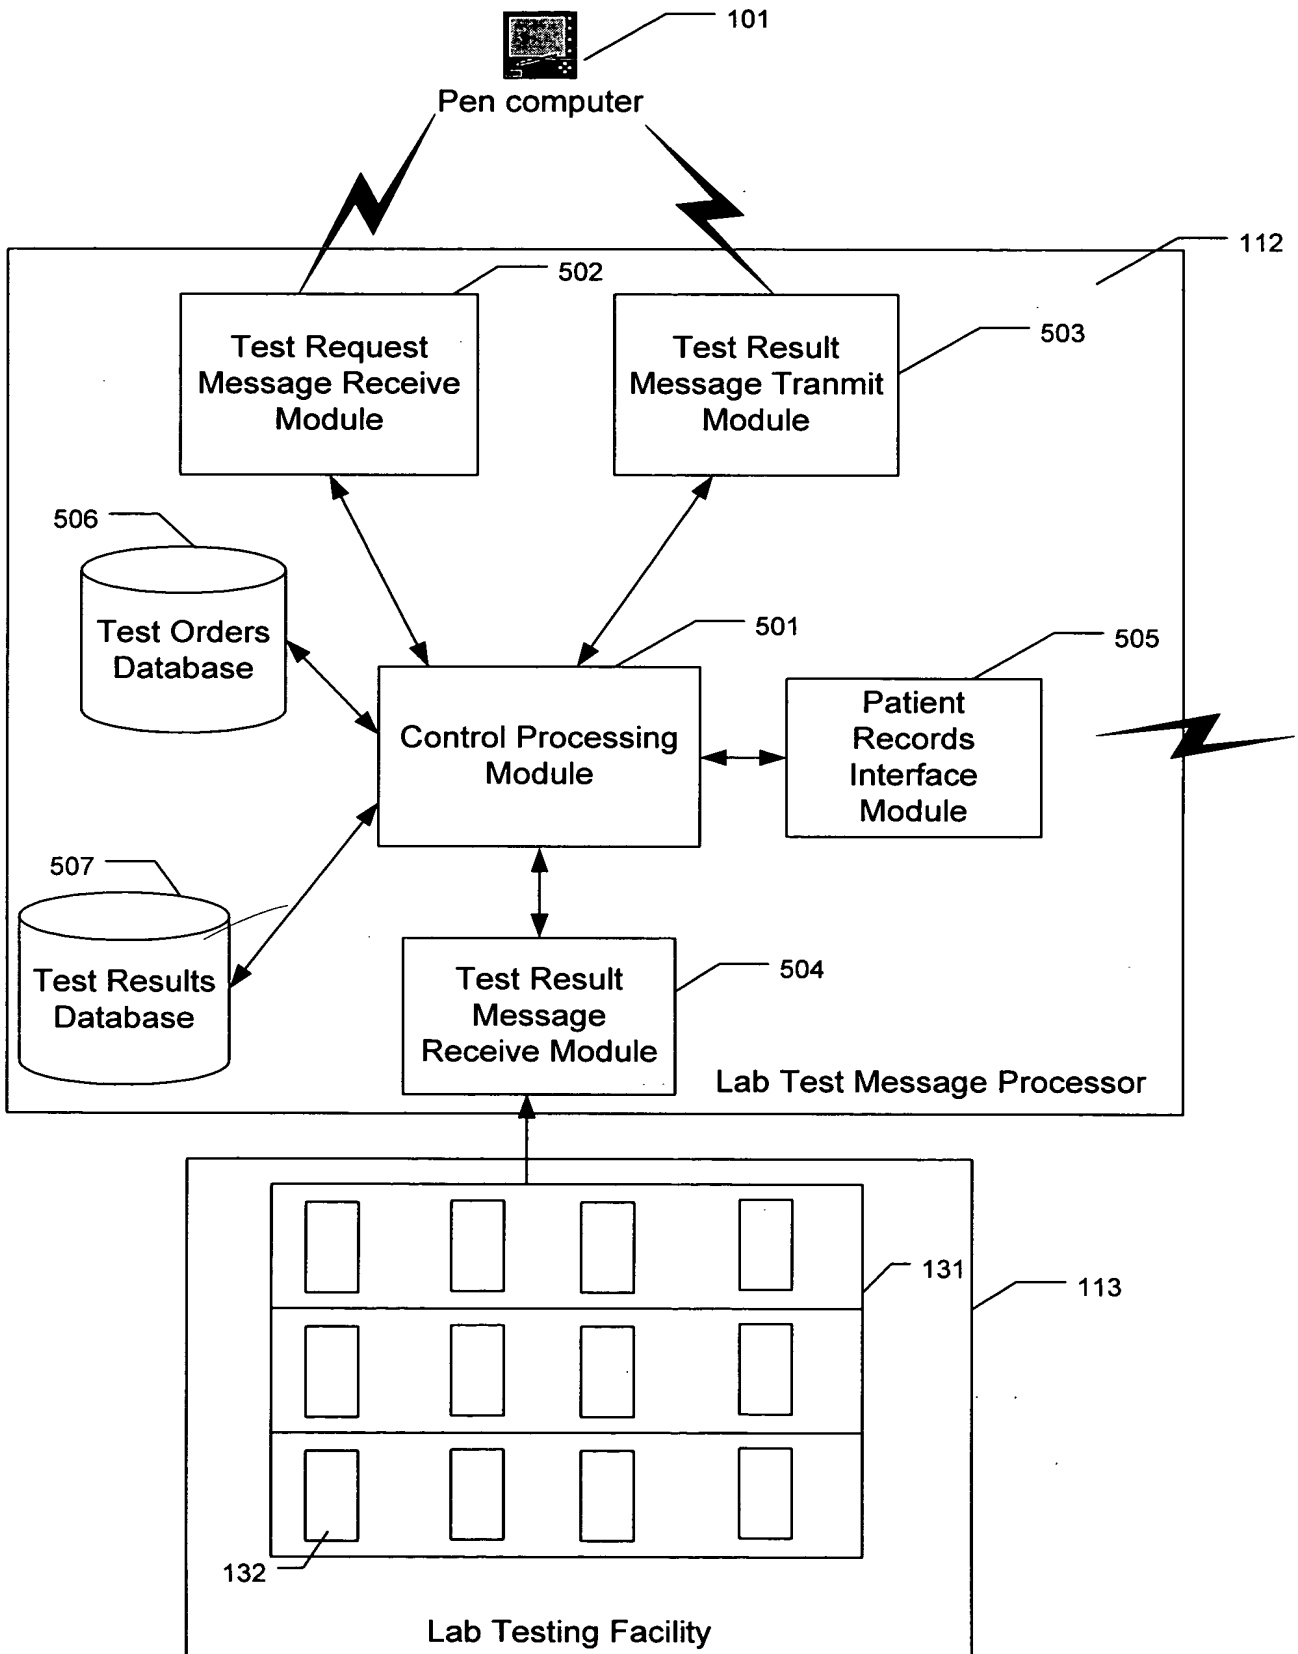 101
Pen computer
112
502
Test Request
Message Receive
Module
Test Result
Message Tranmit
Module
503
506
Test Orders
Database
501
Control Processing
Module
505
Patient
Records
Interface
Module
507
Test Results
Database
504
Test Result
Message
Receive Module
Lab Test Message Processor
131
113
132
Lab Testing Facility